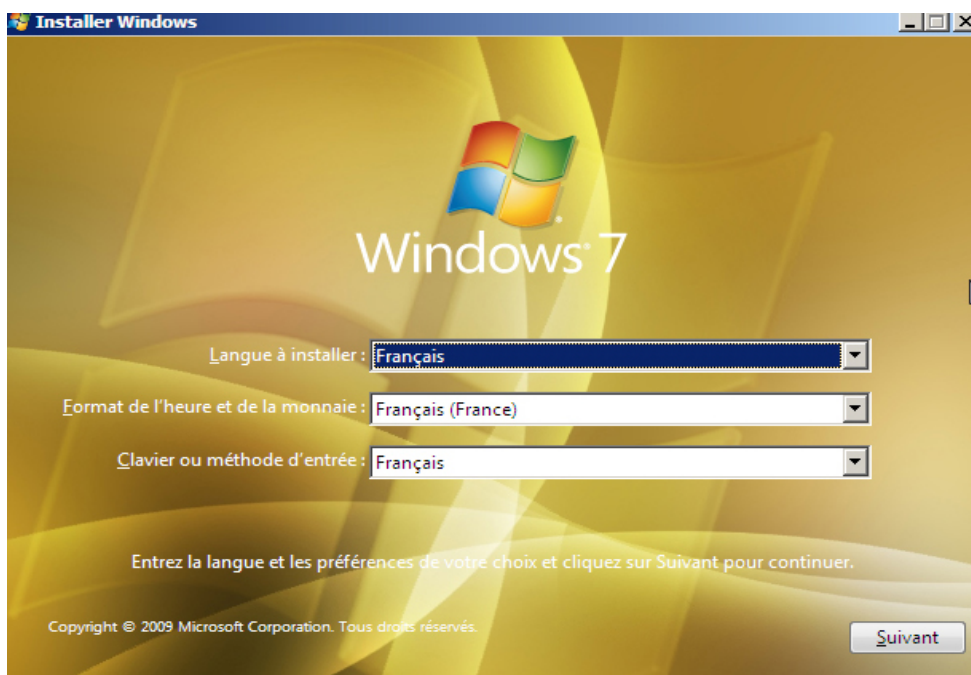 Installer Windows
Windows 7
Langue à installer : Français
Format de l'heure et de la monnaie : Français (France)
Clavier ou méthode d'entrée : Français
Entrez la langue et les préférences de votre choix et cliquez sur Suivant pour continuer.
Copyright © 2009 Microsoft Corporation. Tous droits réservés.
Suivant